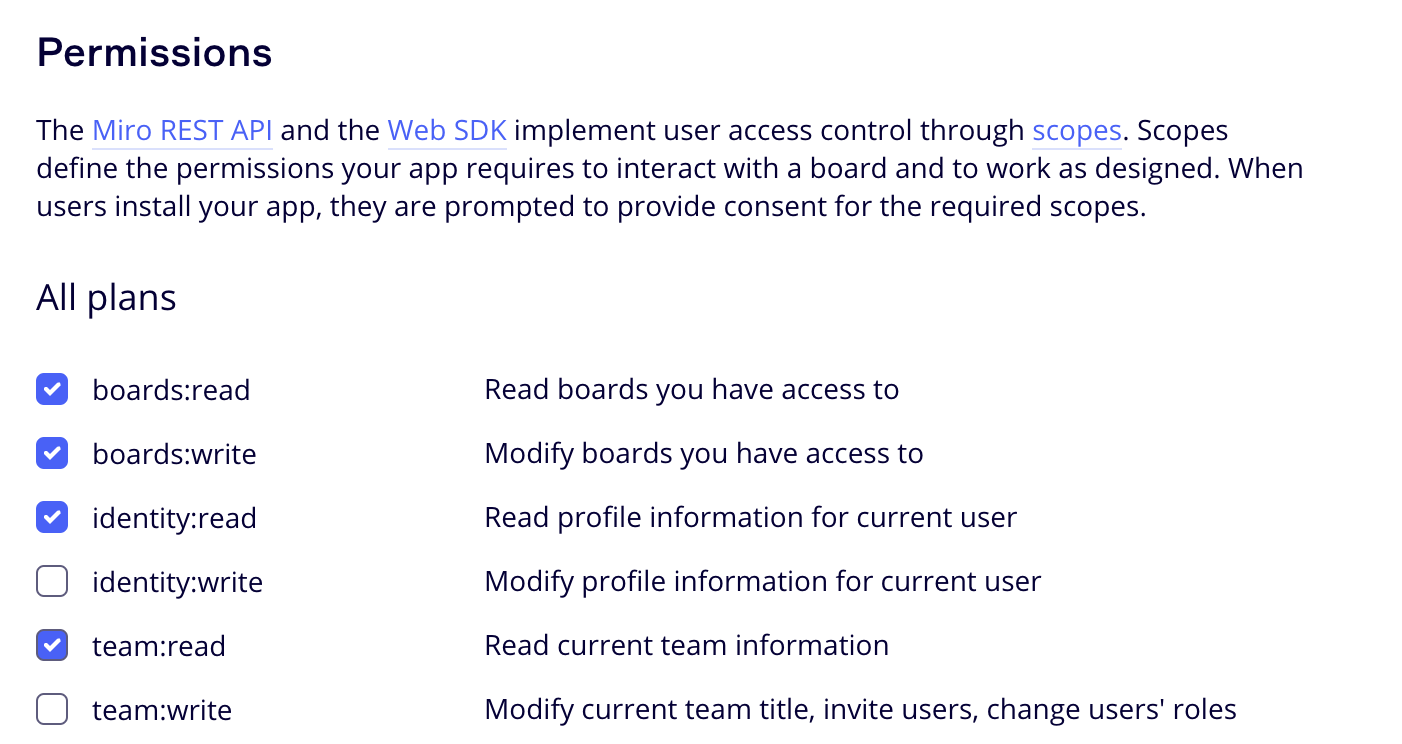 Permissions
The Miro REST API and the Web SDK implement user access control through scopes. Scopes
define the permissions your app requires to interact with a board and to work as designed. When
users install your app, they are prompted to provide consent for the required scopes.
All plans
boards:read Read boards you have access to
boards:write Modify boards you have access to
identity:read Read profile information for current user
identity:write Modify profile information for current user
team:read Read current team information
team:write Modify current team title, invite users, change users' roles